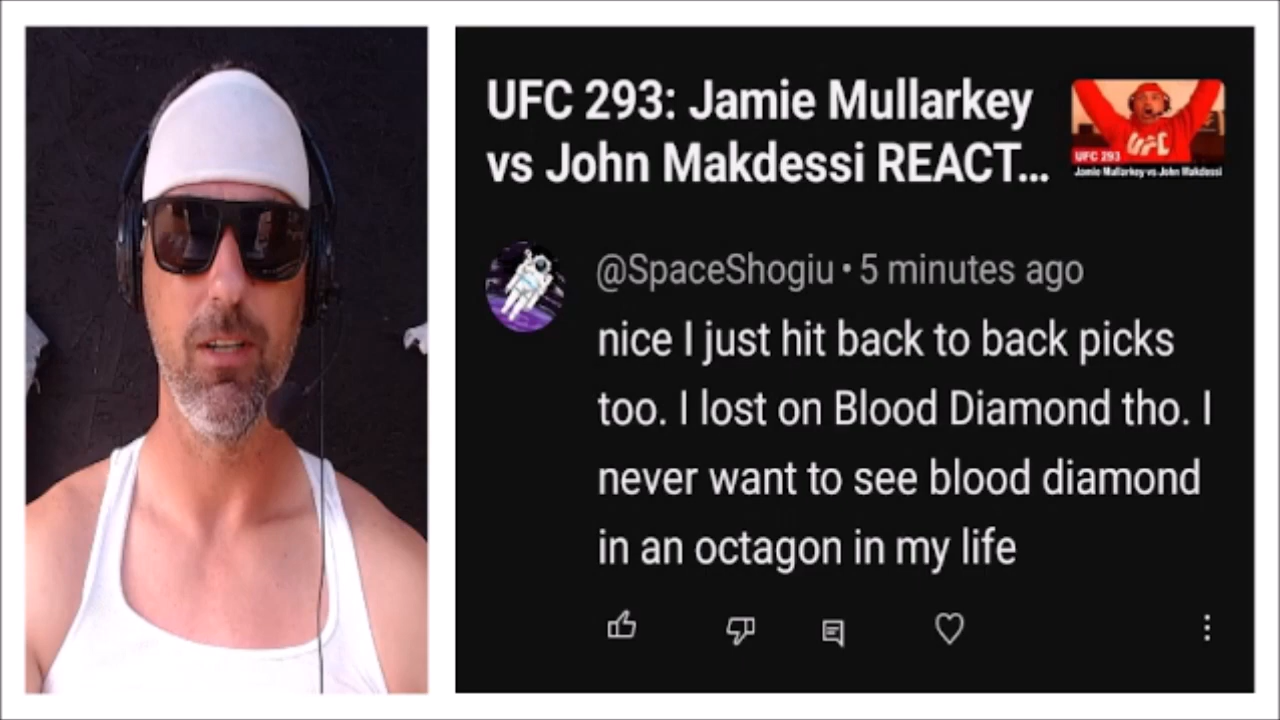 UFC 293: Jamie Mullarkey
vs John Makdessi REACT...
UFC
UFC 293
Jamie Mullarkey vs John Makdessi
@SpaceShogiu • 5 minutes ago
nice I just hit back to back picks
too. I lost on Blood Diamond tho. I
never want to see blood diamond
in an octagon in my life